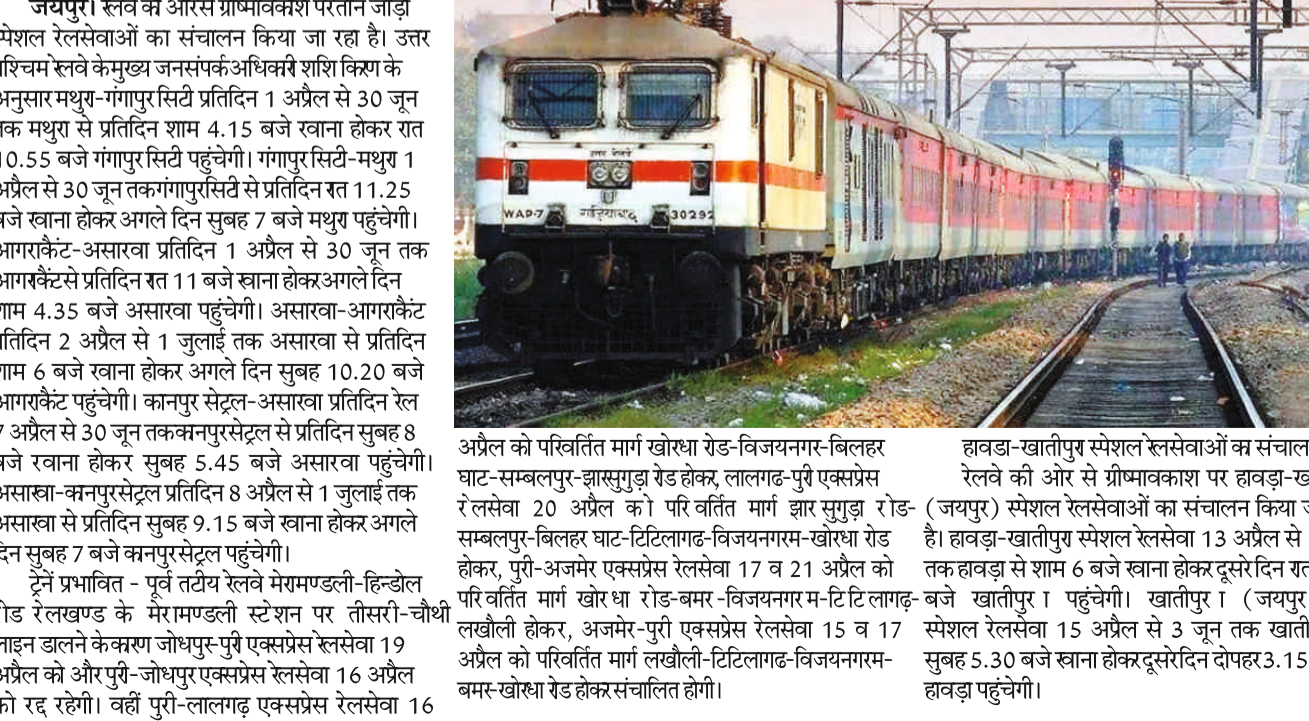 जयपुर। रेलवे की ओर से ग्रीष्मावकाश पर तीन जोड़ी
स्पेशल रेलसेवाओं का संचालन किया जा रहा है। उत्तर
पश्चिम रेलवे के मुख्य जनसंपर्क अधिकारी शशि किरण के
अनुसार मथुरा-गंगापुर सिटी प्रतिदिन 1 अप्रैल से 30 जून
तक मथुरा से प्रतिदिन शाम 4.15 बजे रवाना होकर रात
10.55 बजे गंगापुर सिटी पहुंचेगी। गंगापुर सिटी-मथुरा 1
अप्रैल से 30 जून तक गंगापुरसिटी से प्रतिदिन रात 11.25
बजे रवाना होकर अगले दिन सुबह 7 बजे मथुरा पहुंचेगी।
आगराकैंट-असारवा प्रतिदिन 1 अप्रैल से 30 जून तक
आगराकैंट से प्रतिदिन रात 11 बजे रवाना होकर अगले दिन
शाम 4.35 बजे असारवा पहुंचेगी। असारवा-आगराकैंट
प्रतिदिन 2 अप्रैल से 1 जुलाई तक असारवा से प्रतिदिन
शाम 6 बजे रवाना होकर अगले दिन सुबह 10.20 बजे
आगराकैंट पहुंचेगी। कानपुर सेंट्रल-असारवा प्रतिदिन रेल
7 अप्रैल से 30 जून तक कानपुर सेंट्रल से प्रतिदिन सुबह 8
बजे रवाना होकर सुबह 5.45 बजे असारवा पहुंचेगी।
असारवा-कानपुर सेंट्रल प्रतिदिन 8 अप्रैल से 1 जुलाई तक
असारवा से प्रतिदिन सुबह 9.15 बजे रवाना होकर अगले
दिन सुबह 7 बजे कानपुर सेंट्रल पहुंचेगी।
ट्रेनें प्रभावित - पूर्व तटीय रेलवे मेरामण्डली-हिन्डोल
रोड रेलखण्ड के मेरामण्डली स्टेशन पर तीसरी-चौथी
लाइन डालने के कारण जोधपुर-पुरी एक्सप्रेस रेलसेवा 19
अप्रैल को और पुरी-जोधपुर एक्सप्रेस रेलसेवा 16 अप्रैल
को रद्द रहेगी। वहीं पुरी-लालगढ़ एक्सप्रेस रेलसेवा 16
उत्तर रेलवे
WAP-7 गाज़ियाबाद 30292
अप्रैल को परिवर्तित मार्ग खोरधा रोड-विजयनगर-बिलहर
घाट-सम्बलपुर-झारसुगुड़ा रोड होकर, लालगढ-पुरी एक्सप्रेस
रेलसेवा 20 अप्रैल को परिवर्तित मार्ग झारसुगुड़ा रोड-
सम्बलपुर-बिलहर घाट-टिटिलागढ-विजयनगरम-खोरधा रोड
होकर, पुरी-अजमेर एक्सप्रेस रेलसेवा 17 व 21 अप्रैल को
परिवर्तित मार्ग खोरधा रोड-बमर-विजयनगरम-टिटिलागढ़-
लखौली होकर, अजमेर-पुरी एक्सप्रेस रेलसेवा 15 व 17
अप्रैल को परिवर्तित मार्ग लखौली-टिटिलागढ-विजयनगरम-
बमर-खोरधा रोड होकर संचालित होगी।
हावडा-खातीपुरा स्पेशल रेलसेवाओं का
रेलवे की ओर से ग्रीष्मावकाश पर
(जयपुर) स्पेशल रेलसेवाओं का संचालन किया
है। हावड़ा-खातीपुरा स्पेशल रेलसेवा 13 अप्रैल से
तक हावड़ा से शाम 6 बजे रवाना होकर दूसरे दिन रात
बजे खातीपुरा पहुंचेगी। खातीपुरा (जयपुर
स्पेशल रेलसेवा 15 अप्रैल से 3 जून तक
सुबह 5.30 बजे रवाना होकर दूसरे दिन दोपहर 3.15
हावड़ा पहुंचेगी।